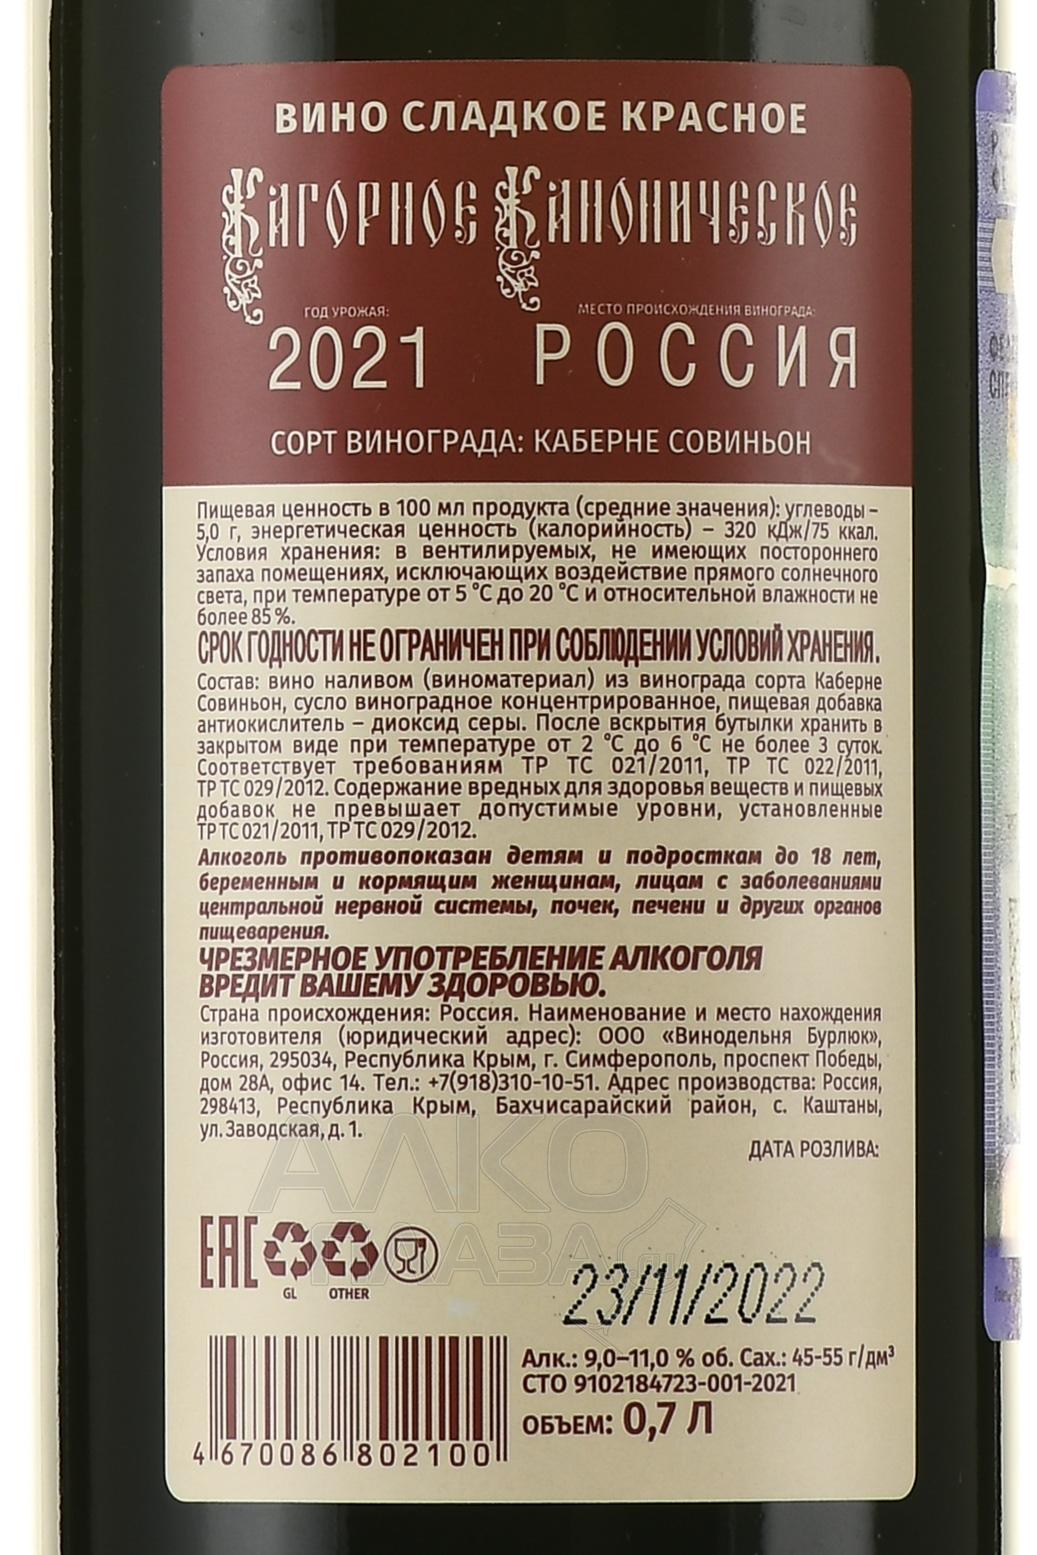 ВИНО СЛАДКОЕ КРАСНОЕ
Кагорное Каноническое
ГОД УРОЖАЯ:
МЕСТО ПРОИСХОЖДЕНИЯ ВИНОГРАДА:
2021 РОССИЯ
СОРТ ВИНОГРАДА: КАБЕРНЕ СОВИНЬОН
Пищевая ценность в 100 мл продукта (средние значения): углеводы –
5,0 г, энергетическая ценность (калорийность) – 320 кДж/75 ккал.
Условия хранения: в вентилируемых, не имеющих постороннего
запаха помещениях, исключающих воздействие прямого солнечного
света, при температуре от 5 °С до 20 °С и относительной влажности не
более 85 %.
СРОК ГОДНОСТИ НЕ ОГРАНИЧЕН ПРИ СОБЛЮДЕНИИ УСЛОВИЙ ХРАНЕНИЯ.
Состав: вино наливом (виноматериал) из винограда сорта Каберне
Совиньон, сусло виноградное концентрированное, пищевая добавка
антиокислитель – диоксид серы. После вскрытия бутылки хранить в
закрытом виде при температуре от 2 °С до 6 °С не более 3 суток.
Соответствует требованиям ТР ТС 021/2011, ТР ТС 022/2011,
ТР ТС 029/2012. Содержание вредных для здоровья веществ и пищевых
добавок не превышает допустимые уровни, установленные
ТР ТС 021/2011, ТР ТС 029/2012.
Алкоголь противопоказан детям и подросткам до 18 лет,
беременным и кормящим женщинам, лицам с заболеваниями
центральной нервной системы, почек, печени и других органов
пищеварения.
ЧРЕЗМЕРНОЕ УПОТРЕБЛЕНИЕ АЛКОГОЛЯ
ВРЕДИТ ВАШЕМУ ЗДОРОВЬЮ.
Страна происхождения: Россия. Наименование и место нахождения
изготовителя (юридический адрес): ООО «Винодельня Бурлюк»,
Россия, 295034, Республика Крым, г. Симферополь, проспект Победы,
дом 28А, офис 14. Тел.: +7(918)310-10-51. Адрес производства: Россия,
298413, Республика Крым, Бахчисарайский район, с. Каштаны,
ул. Заводская, д. 1.
ДАТА РОЗЛИВА:
АЛКО
ПЛАЗА
.ru
EAC
GL OTHER
23/11/2022
Алк.: 9,0–11,0 % об. Сах.: 45-55 г/дм³
СТО 9102184723-001-2021
ОБЪЕМ: 0,7 Л
4 670086 802100